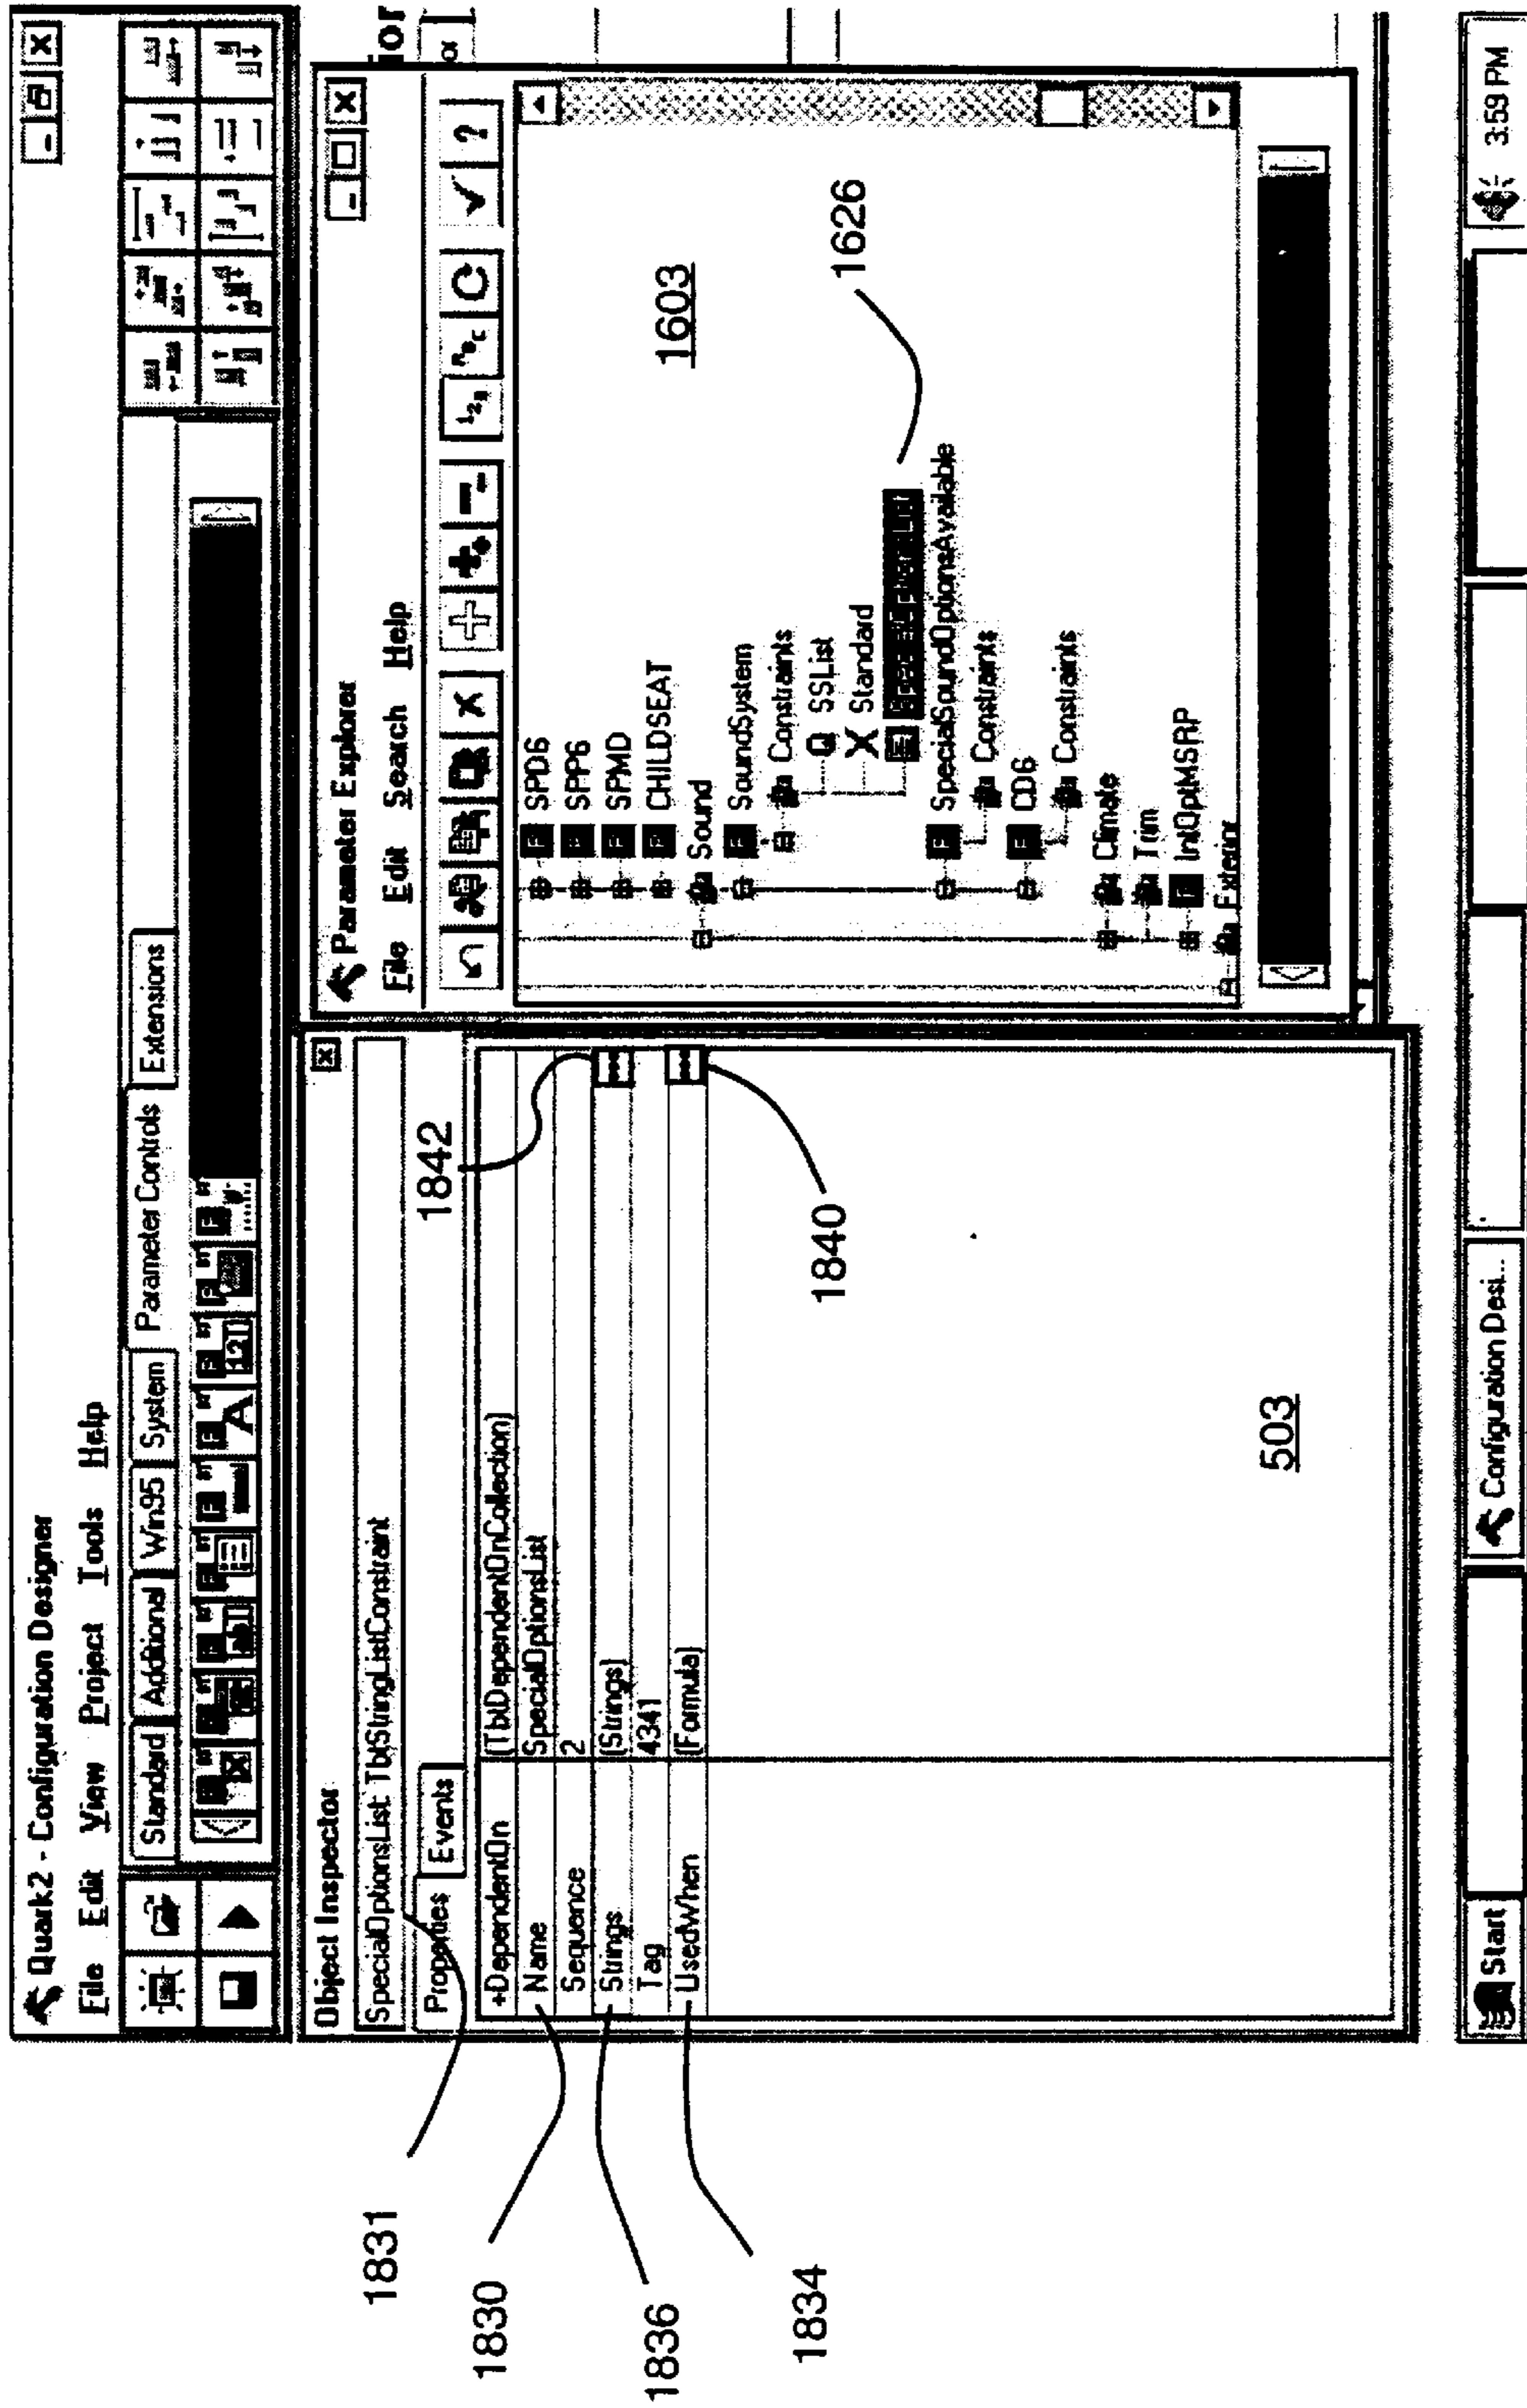 Quark2 - Configuration Designer
File Edit View Project Tools Help
Standard Additional Win95 System Parameter Controls Extensions
Object Inspector
SpecialOptionsList: TblStringListConstraint
Properties Events
+DependentOn (TblDependentOnCollection)
Name SpecialOptionsList
Sequence 2
Strings (Strings)
Tag 4341
UsedWhen (Formula)
503
1842
1840
1831
1830
1836
1834
Parameter Explorer
File Edit Search Help
SPD6
SPP6
SPMD
CHILDSEAT
Sound
SoundSystem
Constraints
SSList
Standard
SpecialSoundOptionsAvailable
Constraints
CD6
Constraints
Climate
Trim
IntOptMSRP
Exterior
1603
1626
ior
Start
Configuration Desi...
3:59 PM